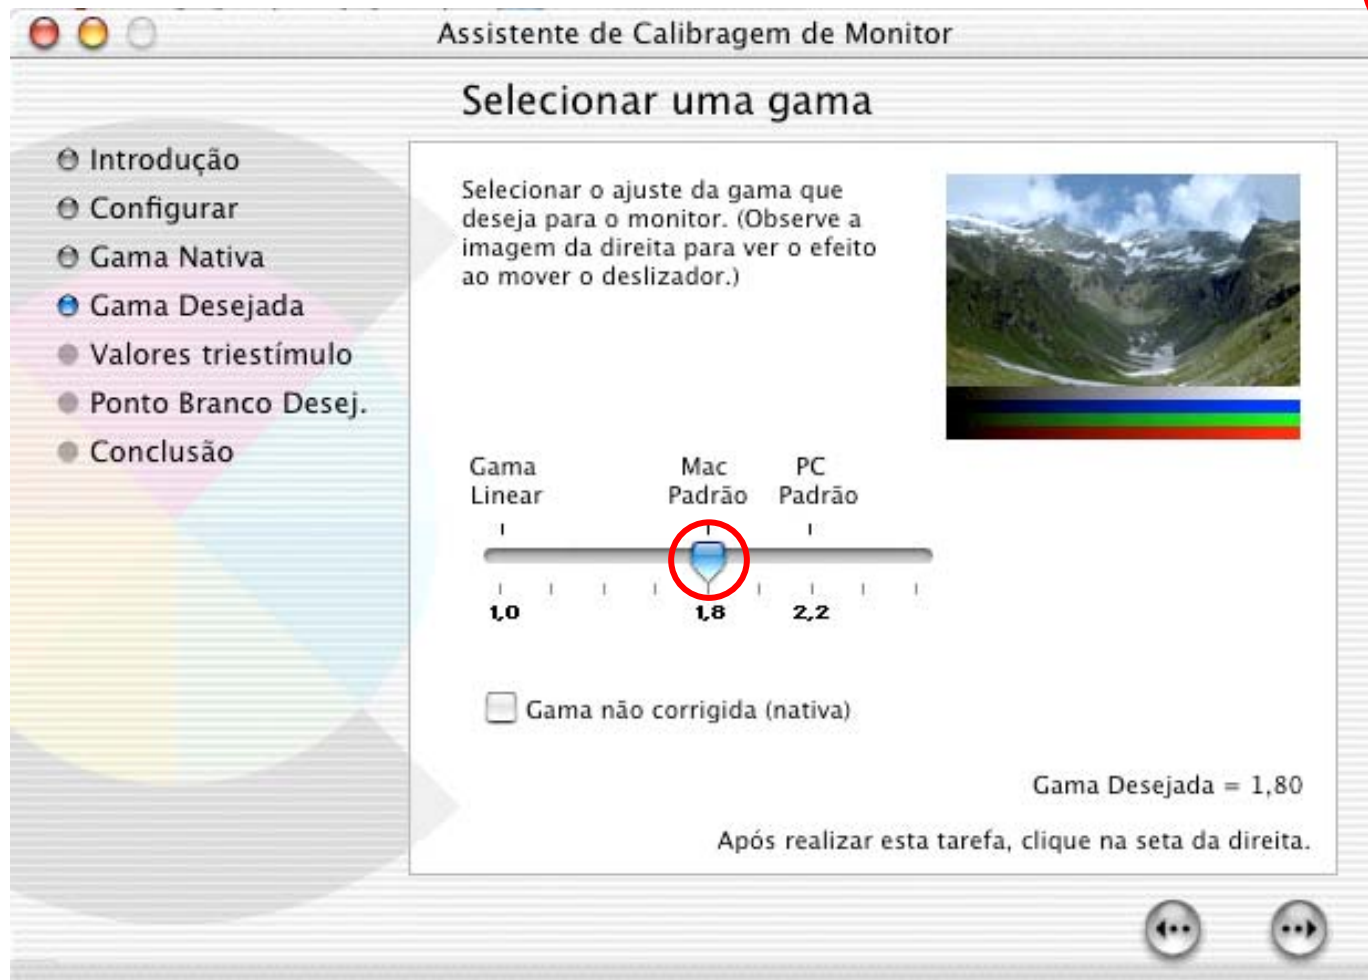 Assistente de Calibragem de Monitor
Selecionar uma gama
Introdução
Configurar
Gama Nativa
Gama Desejada
Valores triestímulo
Ponto Branco Desej.
Conclusão
Selecionar o ajuste da gama que
deseja para o monitor. (Observe a
imagem da direita para ver o efeito
ao mover o deslizador.)
Gama Linear
Mac Padrão
PC Padrão
1,0 1,8 2,2
Gama não corrigida (nativa)
Gama Desejada = 1,80
Após realizar esta tarefa, clique na seta da direita.